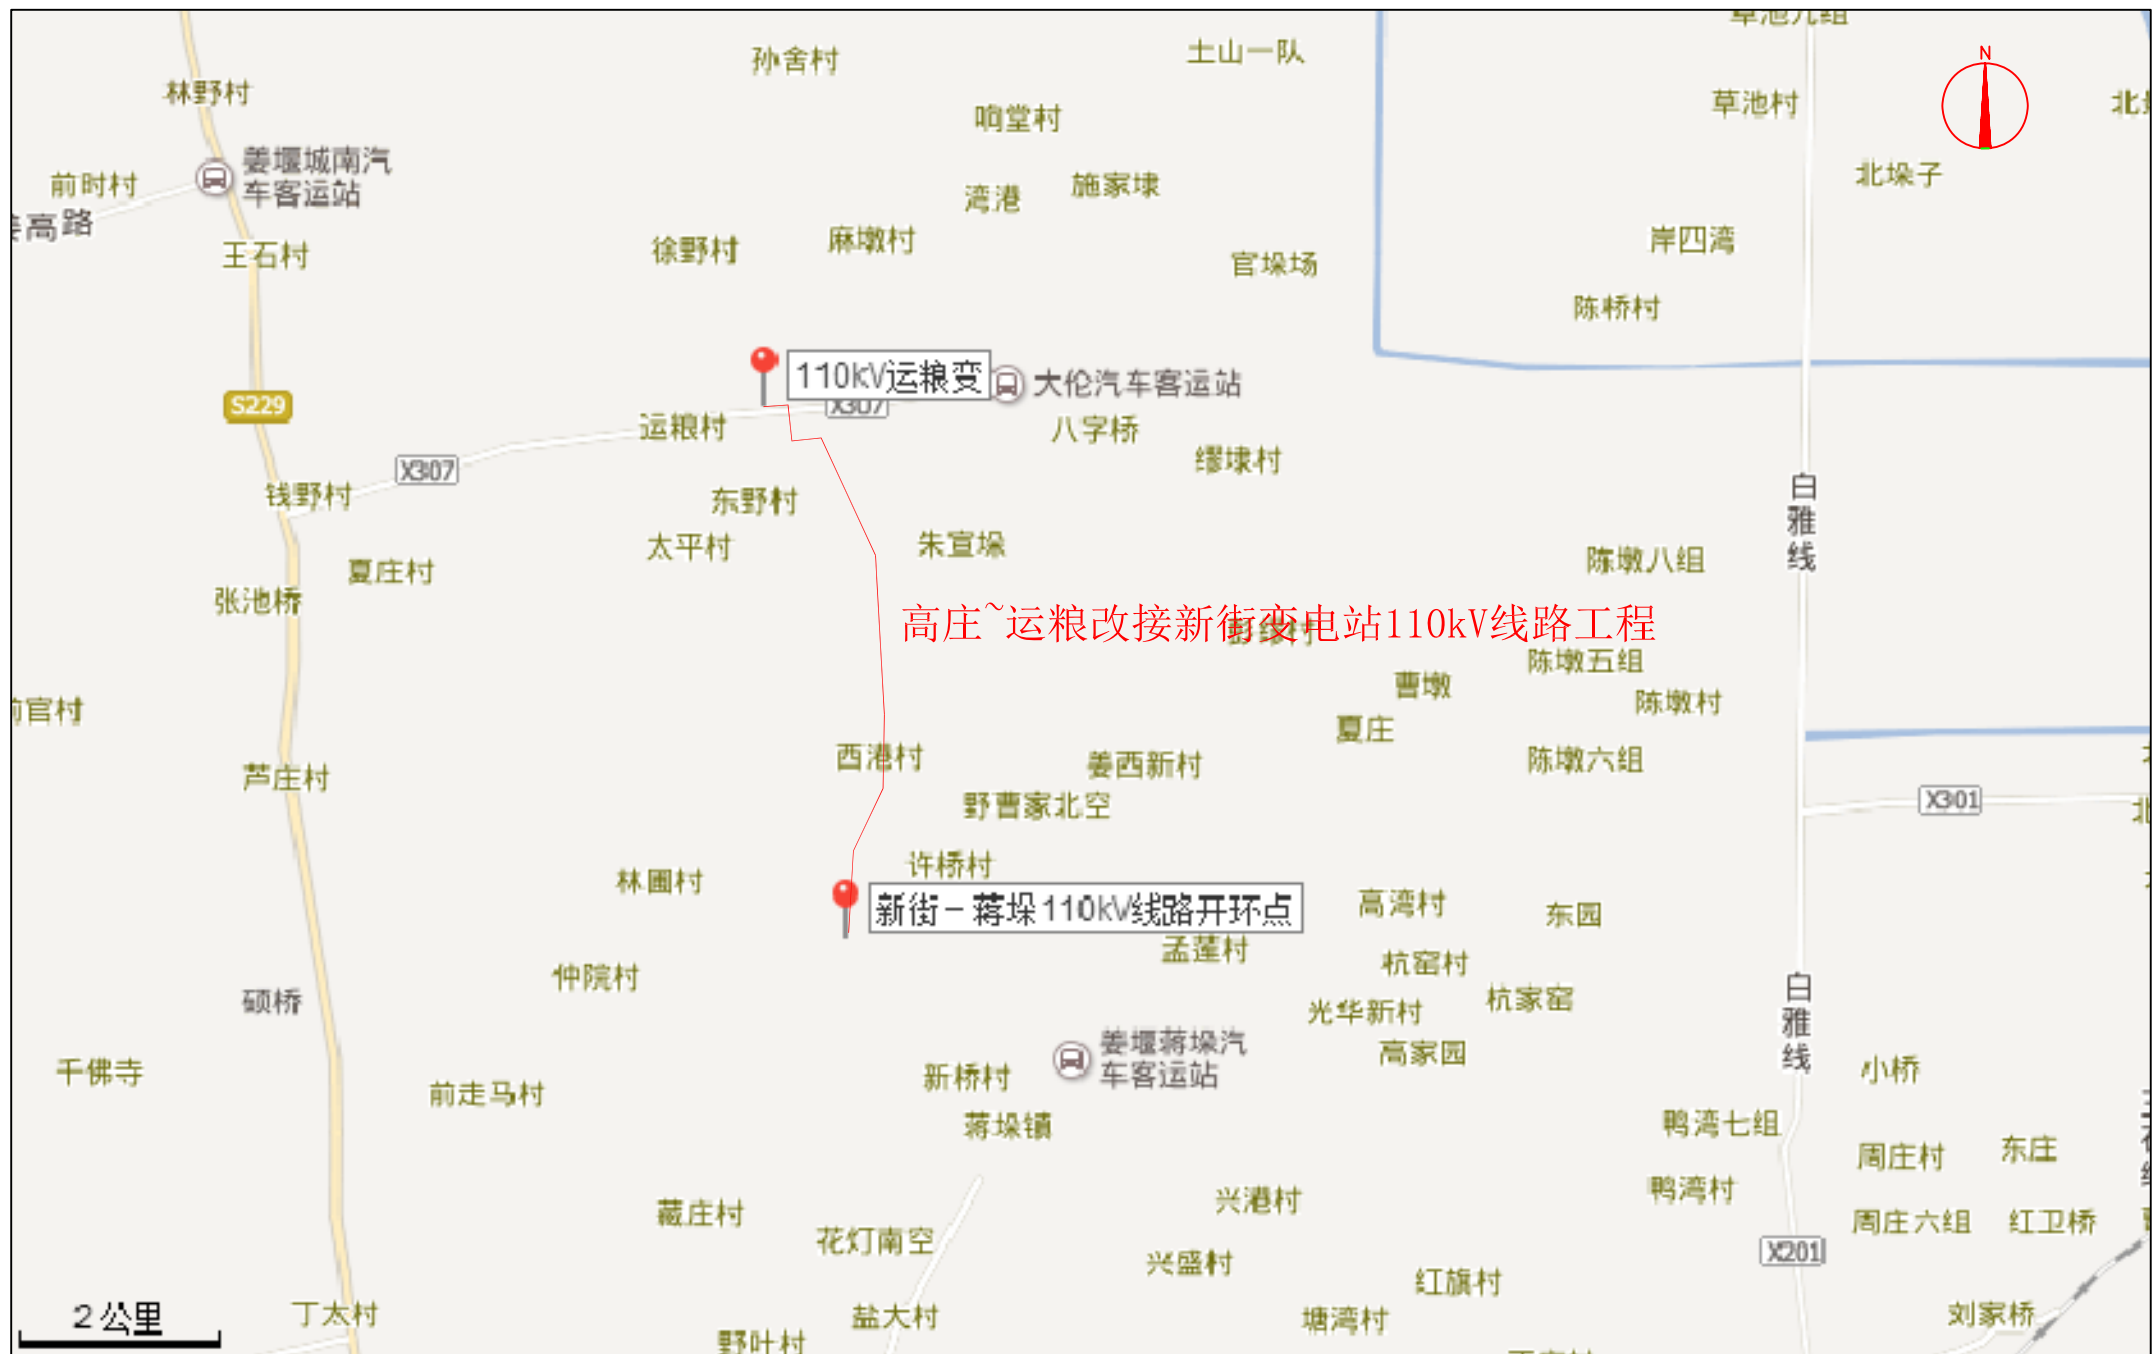 孙舍村
土山一队
N
林野村
响堂村
草池村
姜堰城南汽
车客运站
前时村
湾港
施家埭
北垛子
高路
王石村
徐野村
麻墩村
官垛场
岸四湾
陈桥村
110kV运粮变
大伦汽车客运站
S229
X307
运粮村
八字桥
缪埭村
X307
钱野村
东野村
白雅线
太平村
朱宣垛
夏庄村
陈墩八组
张池桥
高庄~运粮改接新街变电站110kV线路工程
陈墩五组
曹墩
陈墩村
官村
夏庄
西港村
姜西新村
陈墩六组
芦庄村
野曹家北空
X301
许桥村
林圃村
新街－蒋垛110kV线路开环点
高湾村
东园
孟莲村
杭窑村
仲院村
硕桥
光华新村
杭家窑
白雅线
姜堰蒋垛汽
车客运站
高家园
千佛寺
新桥村
小桥
前走马村
蒋垛镇
鸭湾七组
周庄村
东庄
鸭湾村
藏庄村
兴港村
花灯南空
周庄六组
红卫桥
兴盛村
X201
红旗村
2公里
丁太村
盐大村
塘湾村
刘家桥
野叶村